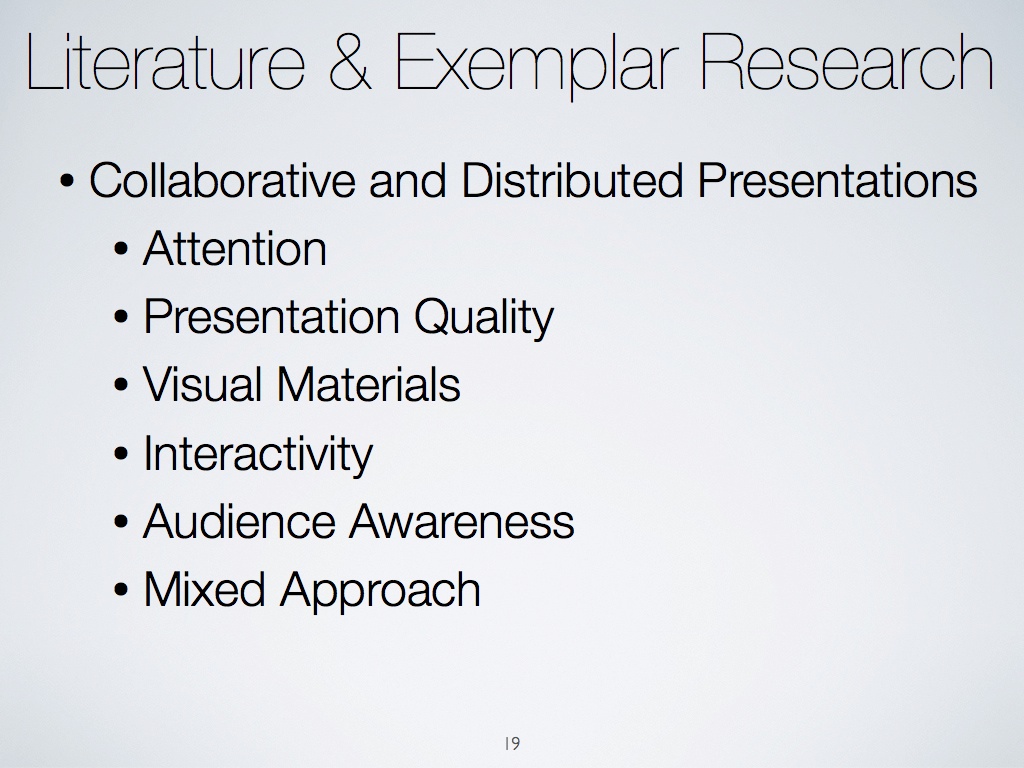 Literature & Exemplar Research
• Collaborative and Distributed Presentations
• Attention
• Presentation Quality
• Visual Materials
• Interactivity
• Audience Awareness
• Mixed Approach
19